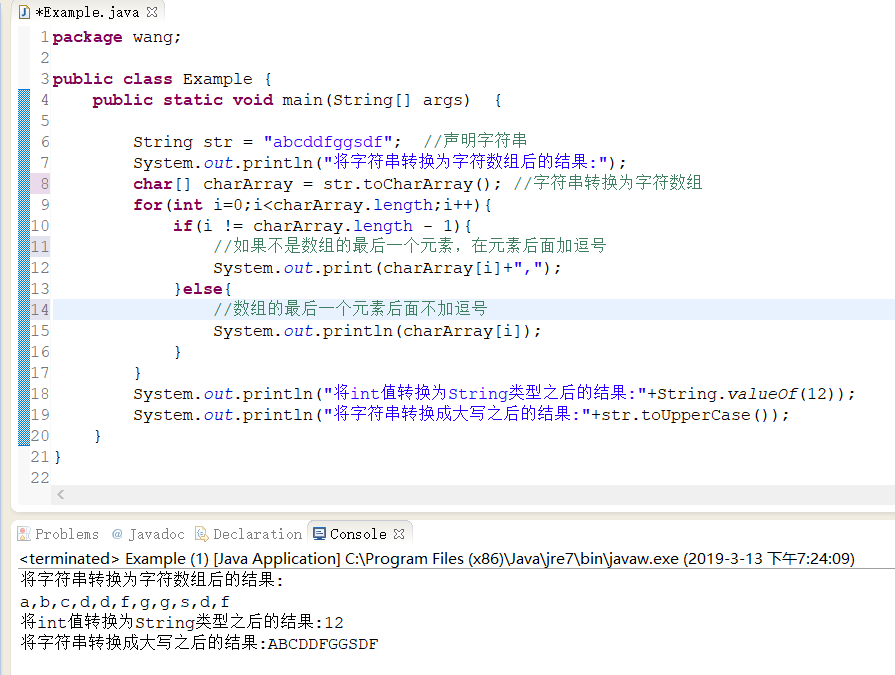 *Example.java
1 package wang;
2
3 public class Example {
4     public static void main(String[] args)  {
5
6         String str = "abcddfggsdf";  //声明字符串
7         System.out.println("将字符串转换为字符数组后的结果:");
8         char[] charArray = str.toCharArray(); //字符串转换为字符数组
9         for(int i=0;i<charArray.length;i++){
10             if(i != charArray.length - 1){
11                 //如果不是数组的最后一个元素，在元素后面加逗号
12                 System.out.print(charArray[i]+",");
13             }else{
14                 //数组的最后一个元素后面不加逗号
15                 System.out.println(charArray[i]);
16             }
17         }
18         System.out.println("将int值转换为String类型之后的结果:"+String.valueOf(12));
19         System.out.println("将字符串转换成大写之后的结果:"+str.toUpperCase());
20     }
21 }
22
Problems @ Javadoc Declaration Console
<terminated> Example (1) [Java Application] C:\Program Files (x86)\Java\jre7\bin\javaw.exe (2019-3-13 下午7:24:09)
将字符串转换为字符数组后的结果:
a,b,c,d,d,f,g,g,s,d,f
将int值转换为String类型之后的结果:12
将字符串转换成大写之后的结果:ABCDDFGGSDF